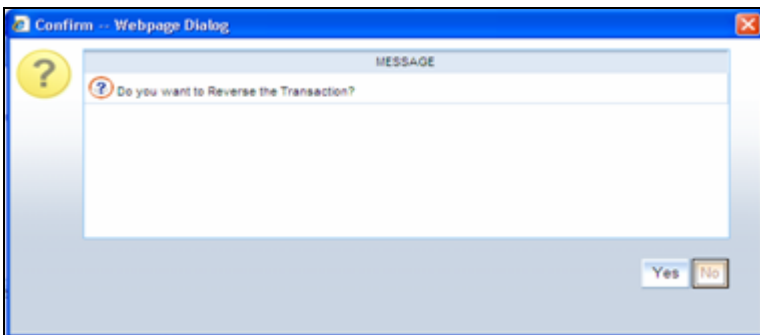 Confirm -- Webpage Dialog
MESSAGE
Do you want to Reverse the Transaction?
Yes No